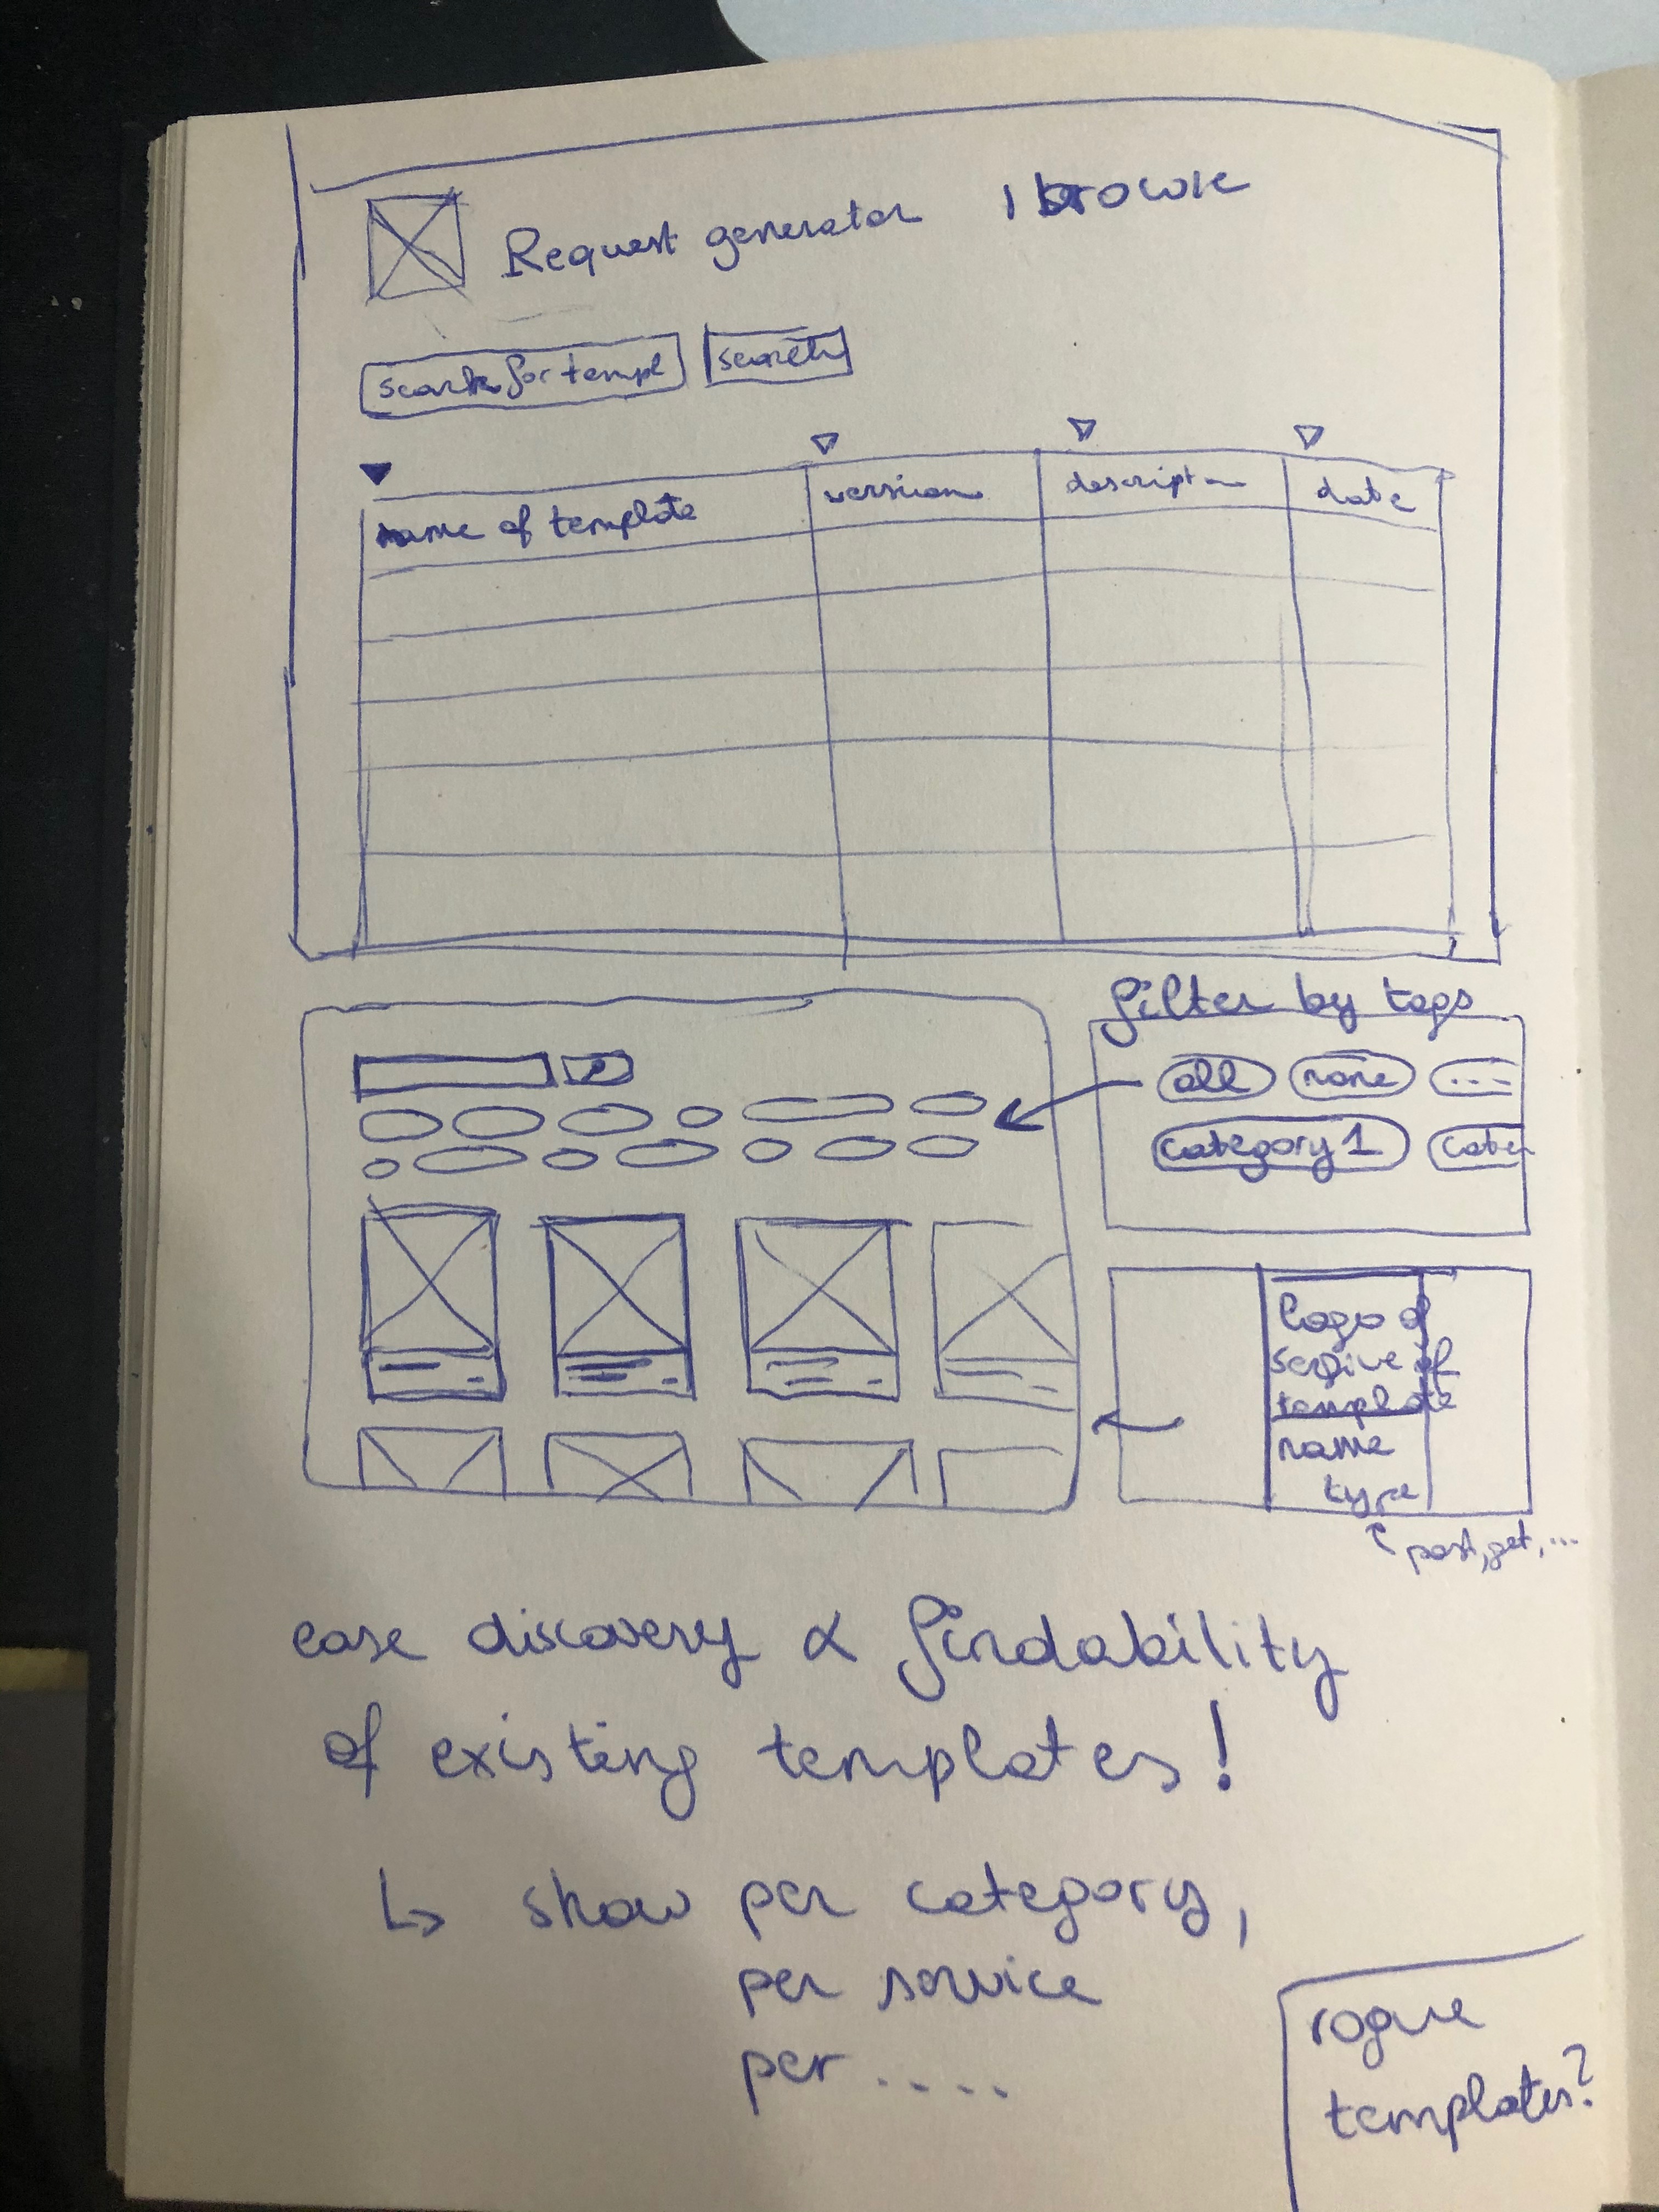 Request generator | browse
search for templ search
name of template version descript date
filter by tags
all none ...
category 1 cate
logo of
service of
template
name
type
post, get, ...
ease discovery & findability
of existing templates!
↳ show per category,
per service
per ....
rogue
templates?